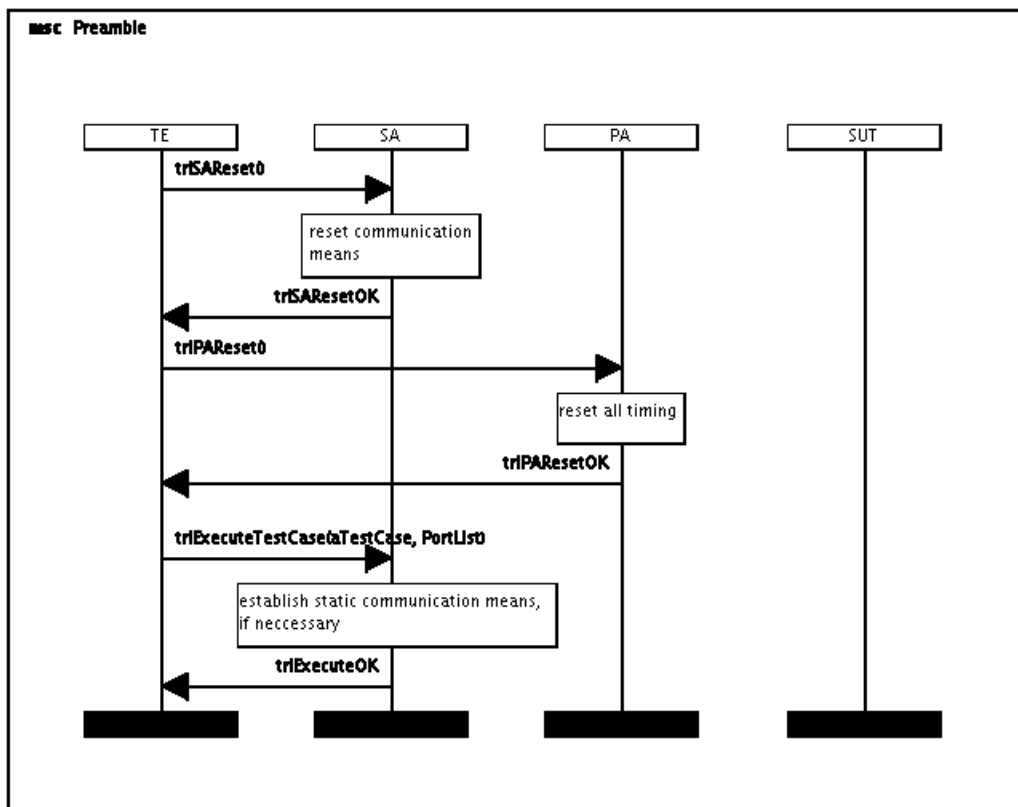 msc Preamble
TE
SA
PA
SUT
triSAReset()
reset communication
means
triSAResetOK
triPAReset()
reset all timing
triPAResetOK
triExecuteTestCase(aTestCase, PortList)
establish static communication means,
if neccessary
triExecuteOK